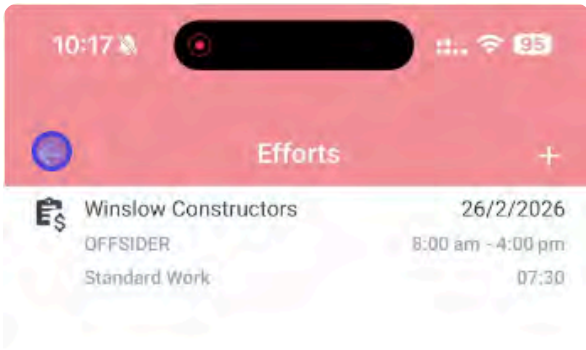 10:17
95
Efforts
+
Winslow Constructors 26/2/2026
OFFSIDER 8:00 am - 4:00 pm
Standard Work 07:30